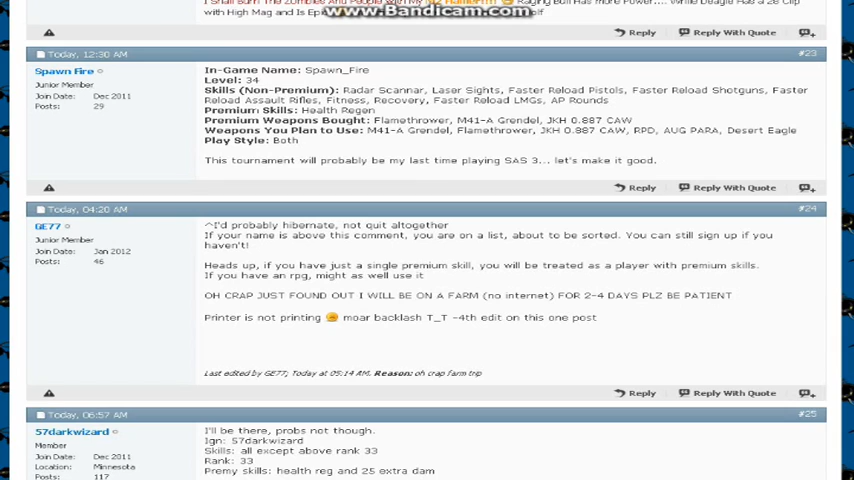 www.Bandicam.com
with High Mag and Is Ep
Reply Reply With Quote
Today, 12:30 AM #23
Spawn Fire
Junior Member
Join Date: Dec 2011
Posts: 29
In-Game Name: Spawn_Fire
Level: 34
Skills (Non-Premium): Radar Scannar, Laser Sights, Faster Reload Pistols, Faster Reload Shotguns, Faster
Reload Assault Rifles, Fitness, Recovery, Faster Reload LMGs, AP Rounds
Premium Skills: Health Regen
Premium Weapons Bought: Flamethrower, M41-A Grendel, JKH 0.887 CAW
Weapons You Plan to Use: M41-A Grendel, Flamethrower, JKH 0.887 CAW, RPD, AUG PARA, Desert Eagle
Play Style: Both
This tournament will probably be my last time playing SAS 3... let's make it good.
Reply Reply With Quote
Today, 04:20 AM #24
GE77
Junior Member
Join Date: Jan 2012
Posts: 46
^I'd probably hibernate, not quit altogether
If your name is above this comment, you are on a list, about to be sorted. You can still sign up if you
haven't!
Heads up, if you have just a single premium skill, you will be treated as a player with premium skills.
If you have an rpg, might as well use it
OH CRAP JUST FOUND OUT I WILL BE ON A FARM (no internet) FOR 2-4 DAYS PLZ BE PATIENT
Printer is not printing moar backlash T_T -4th edit on this one post
Last edited by GE77; Today at 05:14 AM. Reason: oh crap farm trip
Reply Reply With Quote
Today, 06:57 AM #25
57darkwizard
Member
Join Date: Dec 2011
Location: Minnesota
Posts: 117
I'll be there, probs not though.
Ign: 57darkwizard
Skills: all except above rank 33
Rank: 33
Premy skills: health reg and 25 extra dam